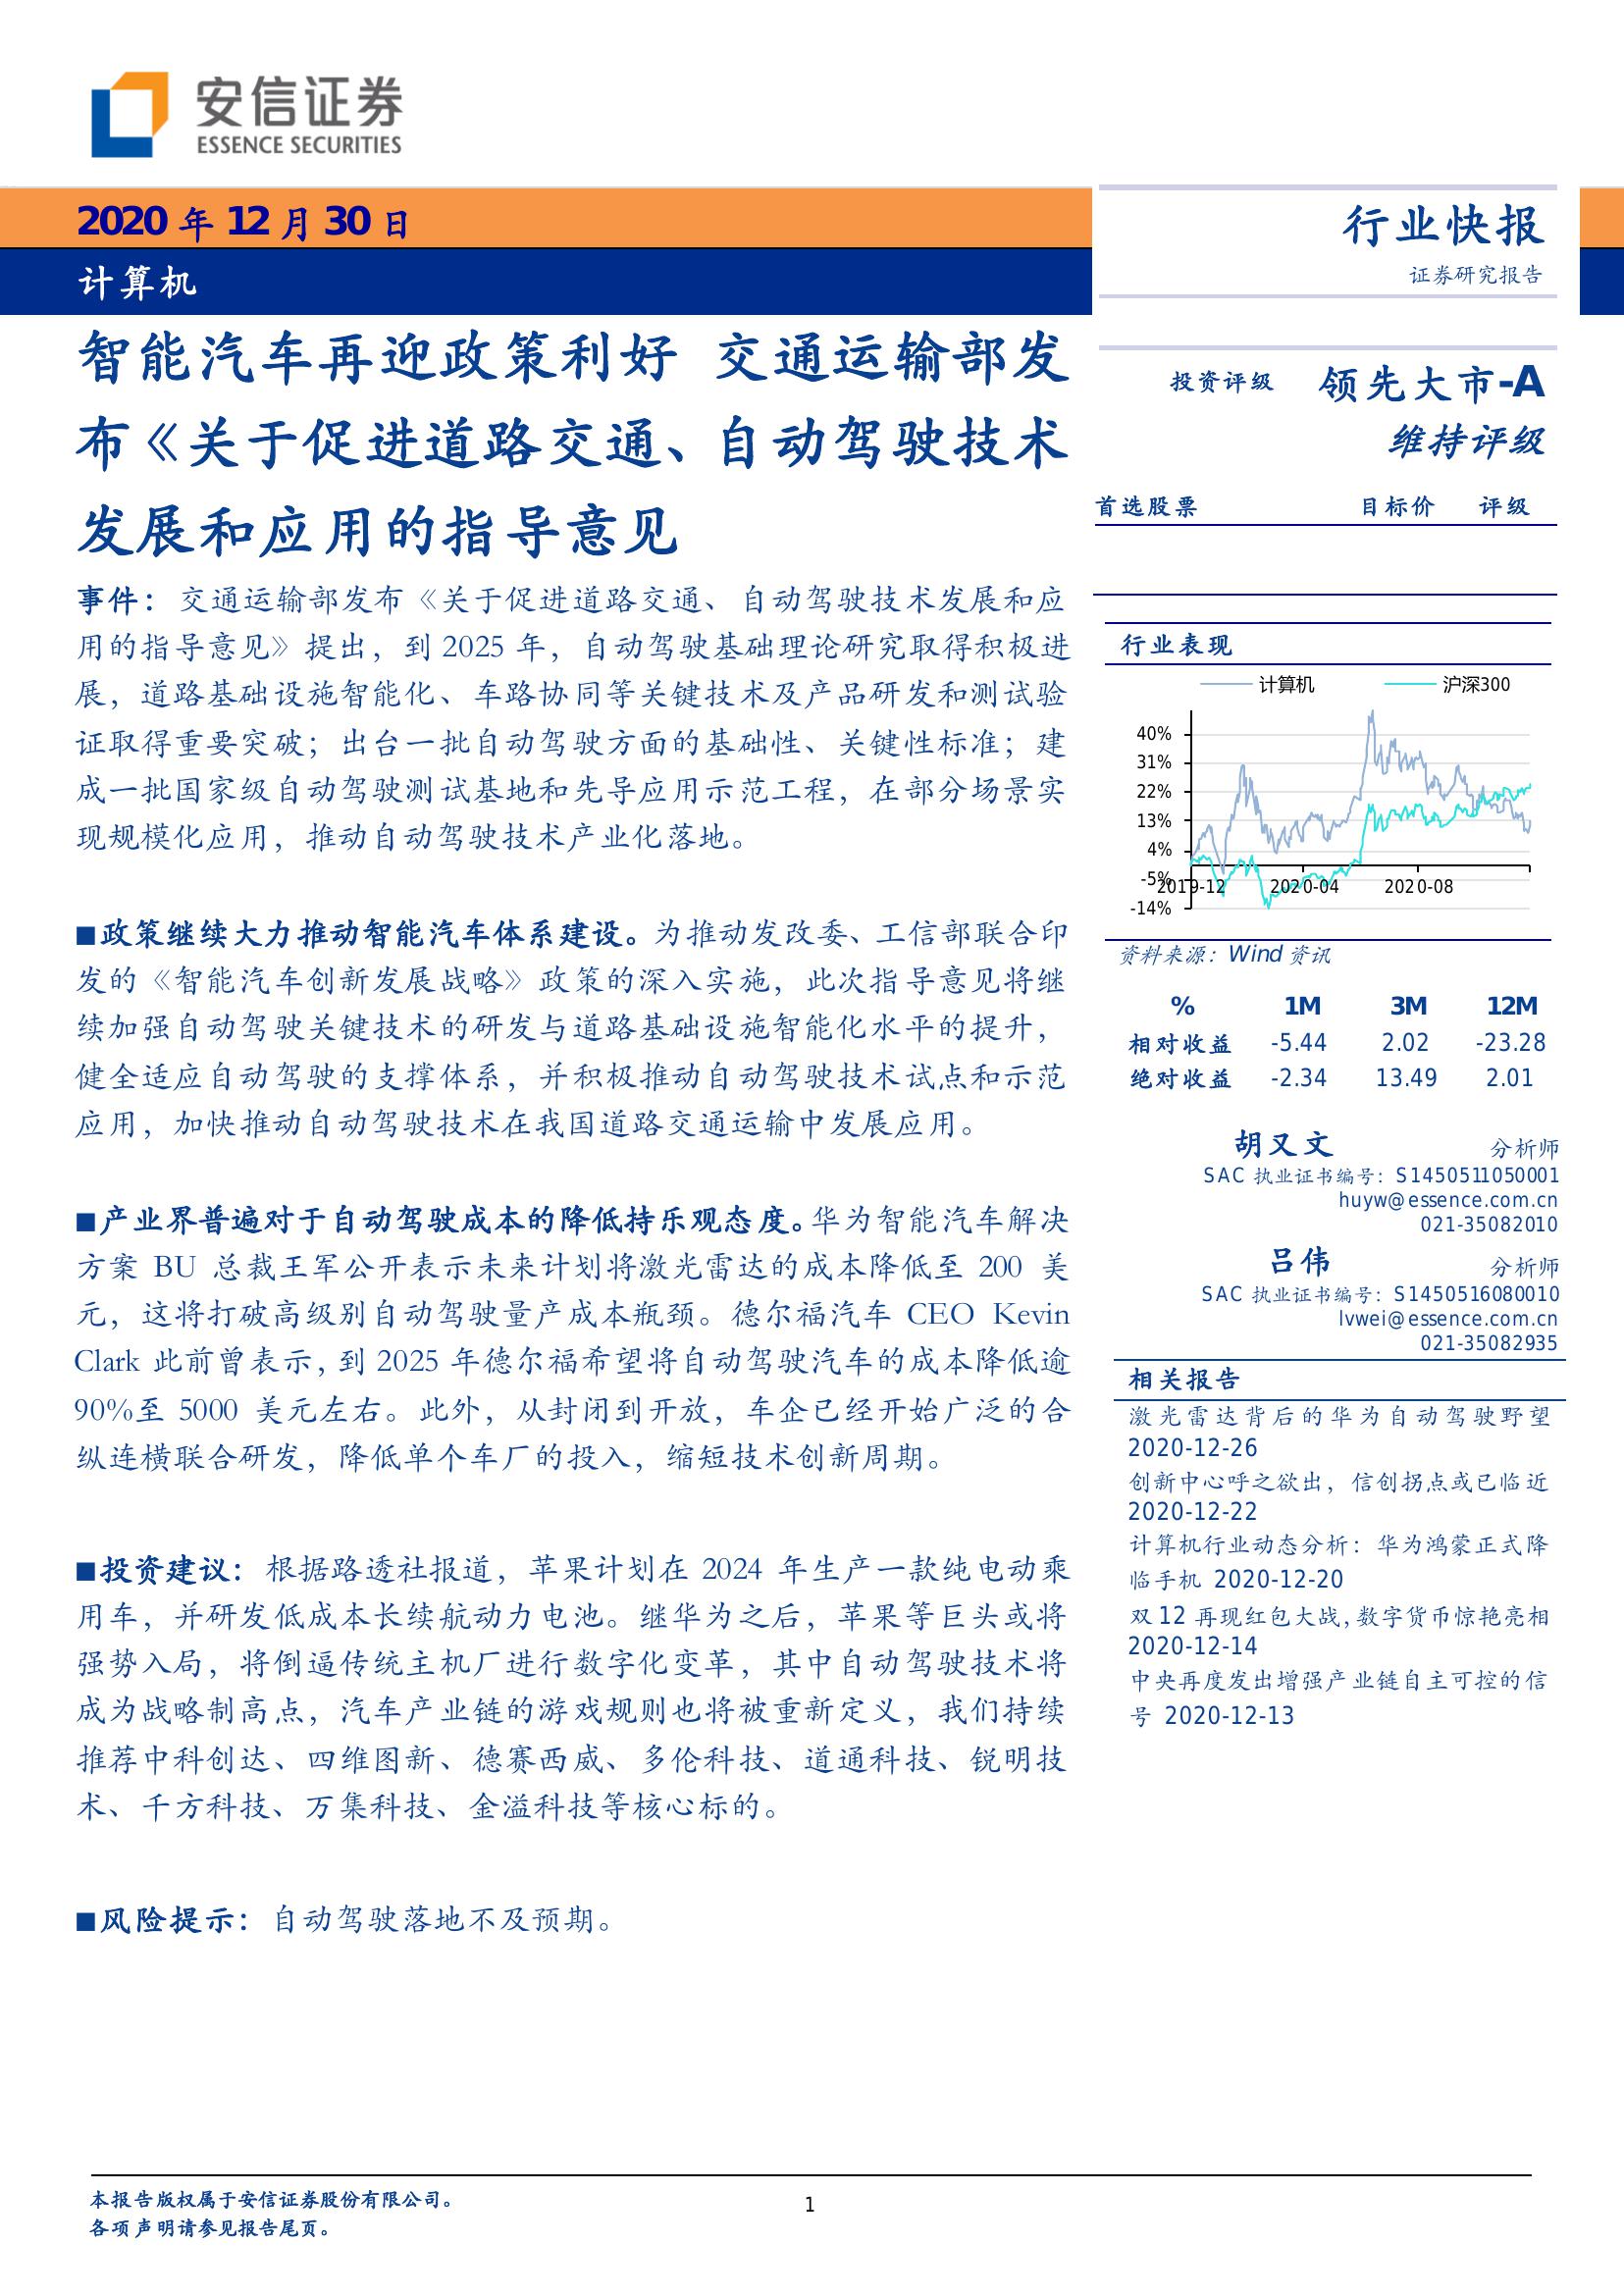 安信证券
ESSENCE SECURITIES
2020 年 12 月 30 日
计算机
行业快报
证券研究报告
智能汽车再迎政策利好 交通运输部发
布《关于促进道路交通、自动驾驶技术
发展和应用的指导意见
事件：交通运输部发布《关于促进道路交通、自动驾驶技术发展和应
用的指导意见》提出，到 2025 年，自动驾驶基础理论研究取得积极进
展，道路基础设施智能化、车路协同等关键技术及产品研发和测试验
证取得重要突破；出台一批自动驾驶方面的基础性、关键性标准；建
成一批国家级自动驾驶测试基地和先导应用示范工程，在部分场景实
现规模化应用，推动自动驾驶技术产业化落地。
■政策继续大力推动智能汽车体系建设。为推动发改委、工信部联合印
发的《智能汽车创新发展战略》政策的深入实施，此次指导意见将继
续加强自动驾驶关键技术的研发与道路基础设施智能化水平的提升，
健全适应自动驾驶的支撑体系，并积极推动自动驾驶技术试点和示范
应用，加快推动自动驾驶技术在我国道路交通运输中发展应用。
■产业界普遍对于自动驾驶成本的降低持乐观态度。华为智能汽车解决
方案 BU 总裁王军公开表示未来计划将激光雷达的成本降低至 200 美
元，这将打破高级别自动驾驶量产成本瓶颈。德尔福汽车 CEO Kevin
Clark 此前曾表示，到 2025 年德尔福希望将自动驾驶汽车的成本降低逾
90%至 5000 美元左右。此外，从封闭到开放，车企已经开始广泛的合
纵连横联合研发，降低单个车厂的投入，缩短技术创新周期。
■投资建议：根据路透社报道，苹果计划在 2024 年生产一款纯电动乘
用车，并研发低成本长续航动力电池。继华为之后，苹果等巨头或将
强势入局，将倒逼传统主机厂进行数字化变革，其中自动驾驶技术将
成为战略制高点，汽车产业链的游戏规则也将被重新定义，我们持续
推荐中科创达、四维图新、德赛西威、多伦科技、道通科技、锐明技
术、千方科技、万集科技、金溢科技等核心标的。
■风险提示：自动驾驶落地不及预期。
投资评级 领先大市-A
维持评级
首选股票 目标价 评级
行业表现
计算机 沪深300
40%
31%
22%
13%
4%
-5%
-14%
2019-12 2020-04 2020-08
资料来源：Wind 资讯
% 1M 3M 12M
相对收益 -5.44 2.02 -23.28
绝对收益 -2.34 13.49 2.01
胡又文 分析师
SAC 执业证书编号：S1450511050001
huyw@essence.com.cn
021-35082010
吕伟 分析师
SAC 执业证书编号：S1450516080010
lvwei@essence.com.cn
021-35082935
相关报告
激光雷达背后的华为自动驾驶野望
2020-12-26
创新中心呼之欲出，信创拐点或已临近
2020-12-22
计算机行业动态分析：华为鸿蒙正式降
临手机 2020-12-20
双 12 再现红包大战，数字货币惊艳亮相
2020-12-14
中央再度发出增强产业链自主可控的信
号 2020-12-13
本报告版权属于安信证券股份有限公司。
各项声明请参见报告尾页。
1